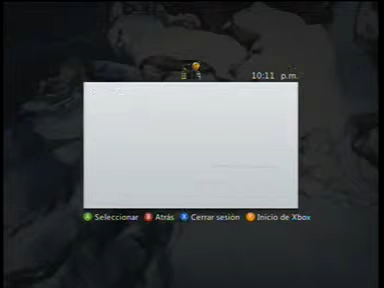 10:11 p.m.
A Seleccionar B Atrás X Cerrar sesión Y Inicio de Xbox